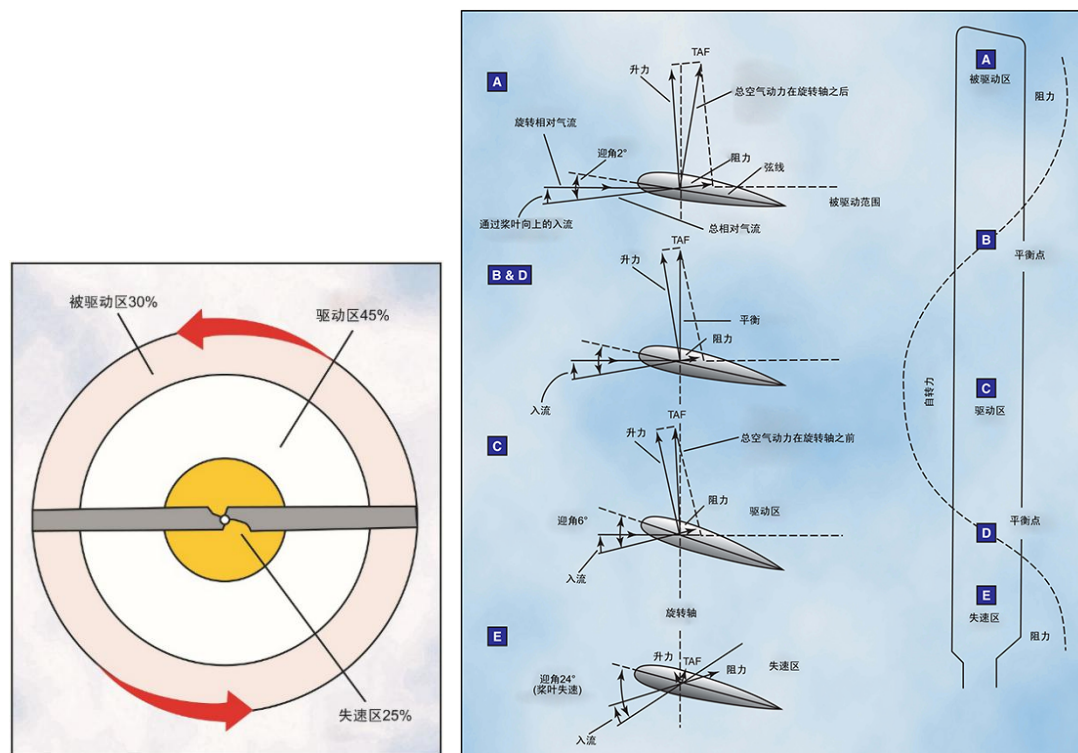 被驱动区30%
驱动区45%
失速区25%
A
升力
TAF
总空气动力在旋转轴之后
旋转相对气流
迎角2°
阻力
弦线
被驱动范围
通过桨叶向上的入流
总相对气流
B & D
TAF
升力
平衡
阻力
入流
C
TAF
升力
总空气动力在旋转轴之前
阻力
迎角6°
驱动区
入流
旋转轴
E
升力
TAF
阻力
失速区
迎角24°
(桨叶失速)
入流
A
被驱动区
阻力
B
平衡点
C
自转力
驱动区
平衡点
D
E
失速区
阻力